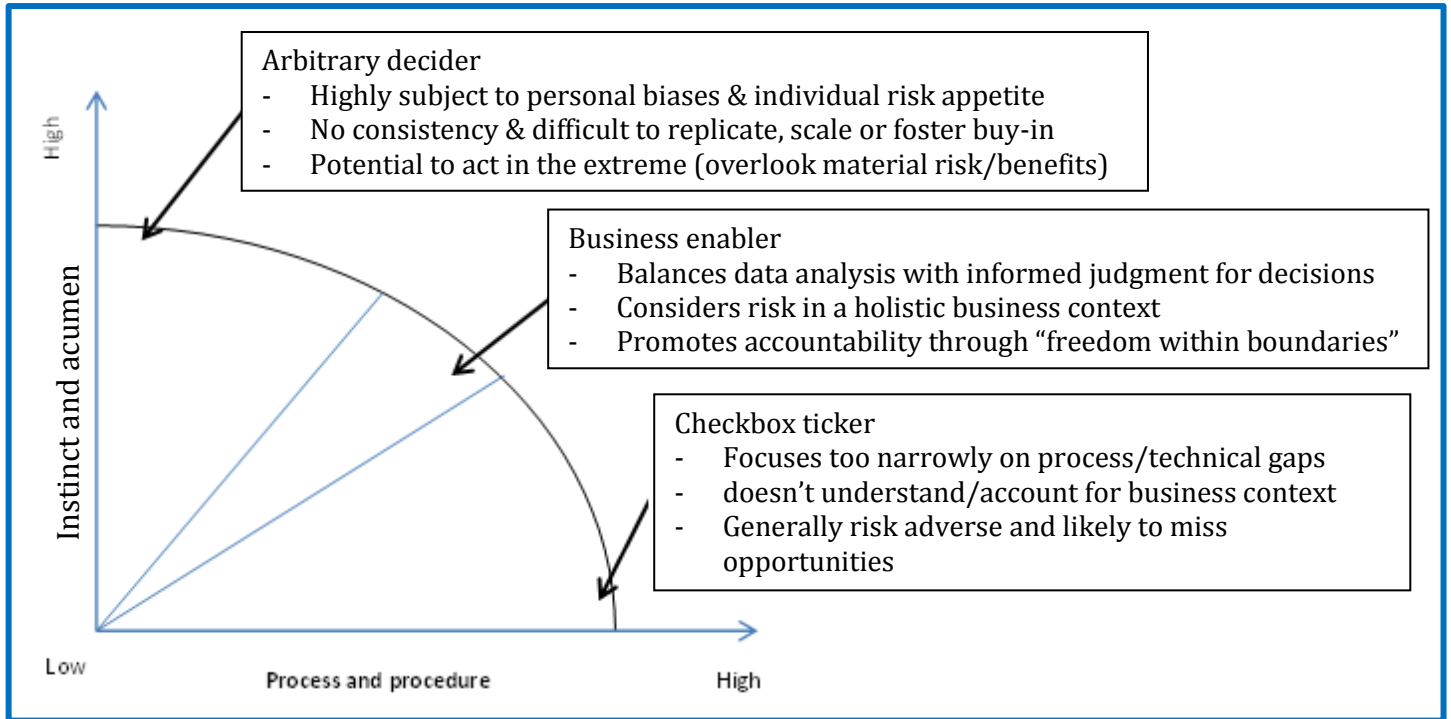 Arbitrary decider
- Highly subject to personal biases & individual risk appetite
- No consistency & difficult to replicate, scale or foster buy-in
- Potential to act in the extreme (overlook material risk/benefits)
High
Business enabler
- Balances data analysis with informed judgment for decisions
- Considers risk in a holistic business context
- Promotes accountability through “freedom within boundaries”
Instinct and acumen
Checkbox ticker
- Focuses too narrowly on process/technical gaps
- doesn’t understand/account for business context
- Generally risk adverse and likely to miss
opportunities
Low
Process and procedure
High